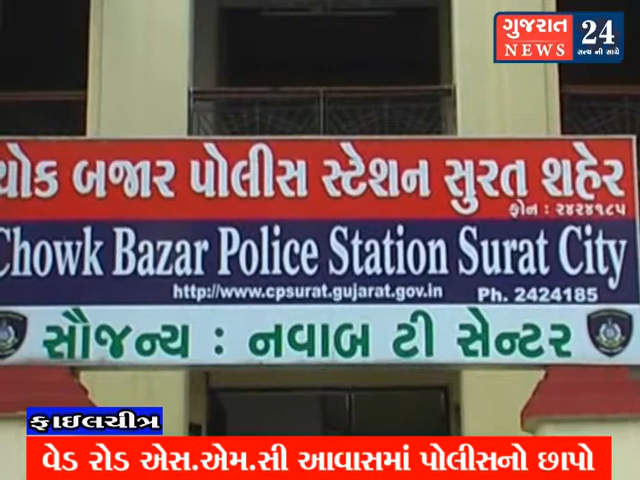 ગુજરાત
NEWS
24
સત્ય ની સાથે
ચોક બજાર પોલીસ સ્ટેશન સુરત શહેર
ફોન : ૨૪૨૪૧૮૫
Chowk Bazar Police Station Surat City
http://www.cpsurat.gujarat.gov.in Ph. 2424185
સૌજન્ય : નવાબ ટી સેન્ટર
ફાઇલચીત્ર
વેડ રોડ એસ.એમ.સી આવાસમાં પોલીસનો છાપો